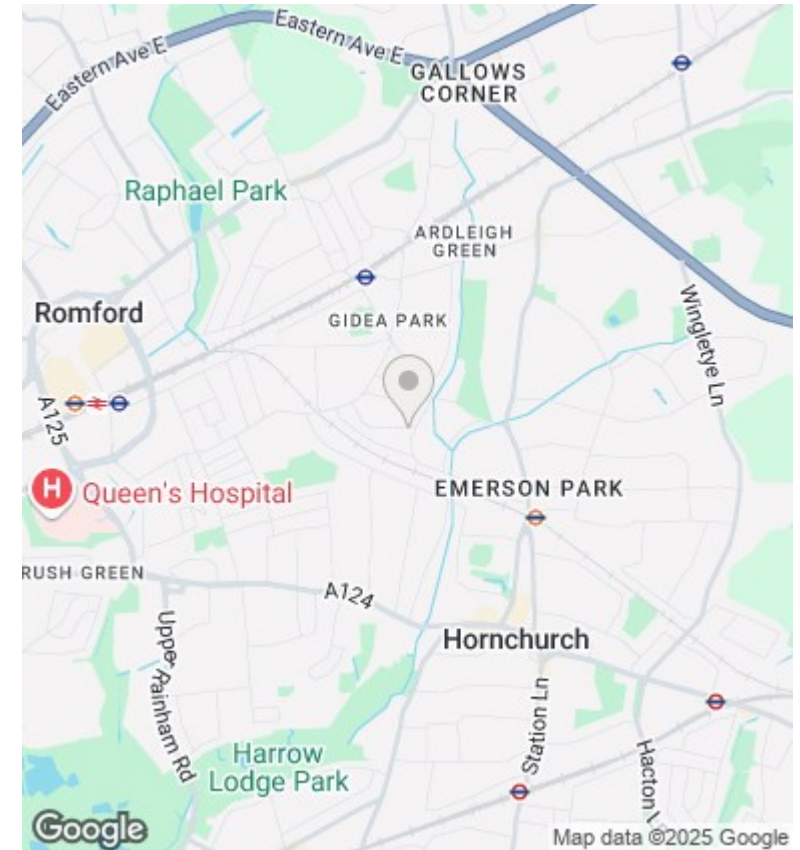 Eastern Ave E
Eastern Ave E
GALLOWS
CORNER
Raphael Park
ARDLEIGH
GREEN
Wingletye Ln
Romford
GIDEA PARK
A125
H
Queen's Hospital
EMERSON PARK
RUSH GREEN
A124
Upper Rainham Rd
Hornchurch
Station Ln
Harrow
Lodge Park
Hacton
Google
Map data ©2025 Google